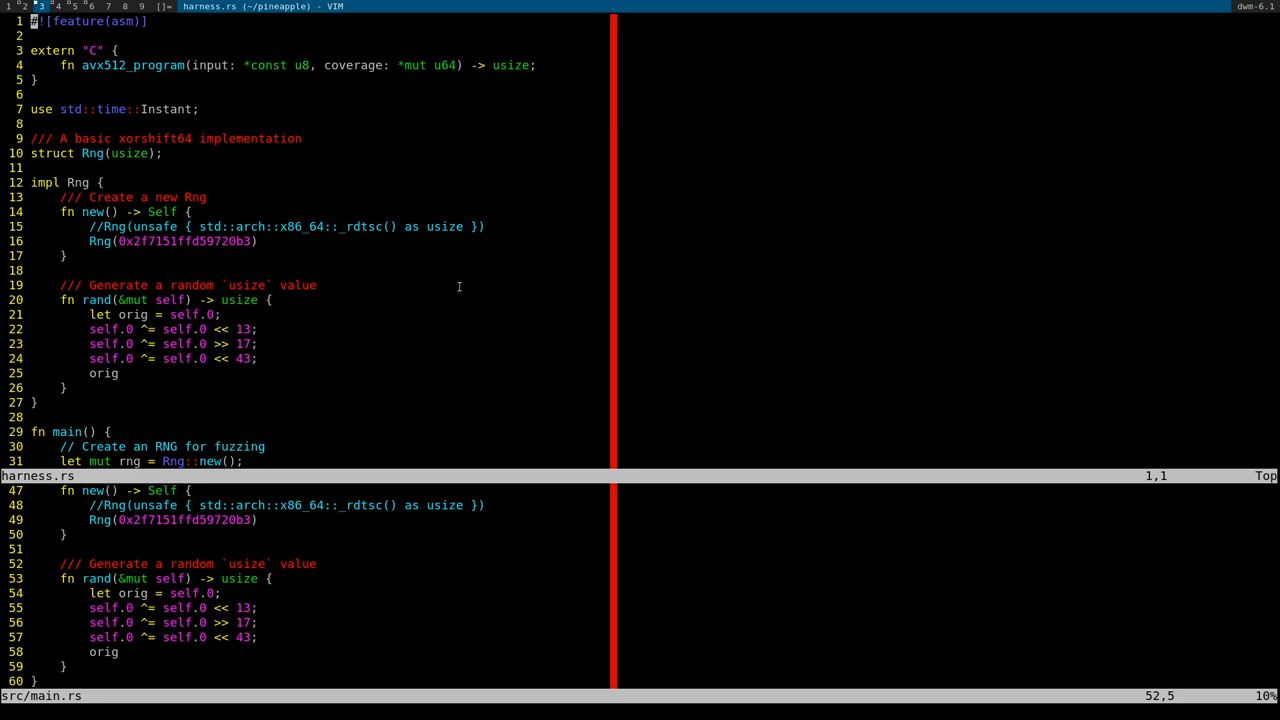 1 2 3 4 5 6 7 8 9 []= harness.rs (~/pineapple) - VIM dwm-6.1
1 #![feature(asm)]
2
3 extern "C" {
4     fn avx512_program(input: *const u8, coverage: *mut u64) -> usize;
5 }
6
7 use std::time::Instant;
8
9 /// A basic xorshift64 implementation
10 struct Rng(usize);
11
12 impl Rng {
13     /// Create a new Rng
14     fn new() -> Self {
15         //Rng(unsafe { std::arch::x86_64::_rdtsc() as usize })
16         Rng(0x2f7151ffd59720b3)
17     }
18
19     /// Generate a random `usize` value
20     fn rand(&mut self) -> usize {
21         let orig = self.0;
22         self.0 ^= self.0 << 13;
23         self.0 ^= self.0 >> 17;
24         self.0 ^= self.0 << 43;
25         orig
26     }
27 }
28
29 fn main() {
30     // Create an RNG for fuzzing
31     let mut rng = Rng::new();
harness.rs 1,1 Top
47     fn new() -> Self {
48         //Rng(unsafe { std::arch::x86_64::_rdtsc() as usize })
49         Rng(0x2f7151ffd59720b3)
50     }
51
52     /// Generate a random `usize` value
53     fn rand(&mut self) -> usize {
54         let orig = self.0;
55         self.0 ^= self.0 << 13;
56         self.0 ^= self.0 >> 17;
57         self.0 ^= self.0 << 43;
58         orig
59     }
60 }
src/main.rs 52,5 10%